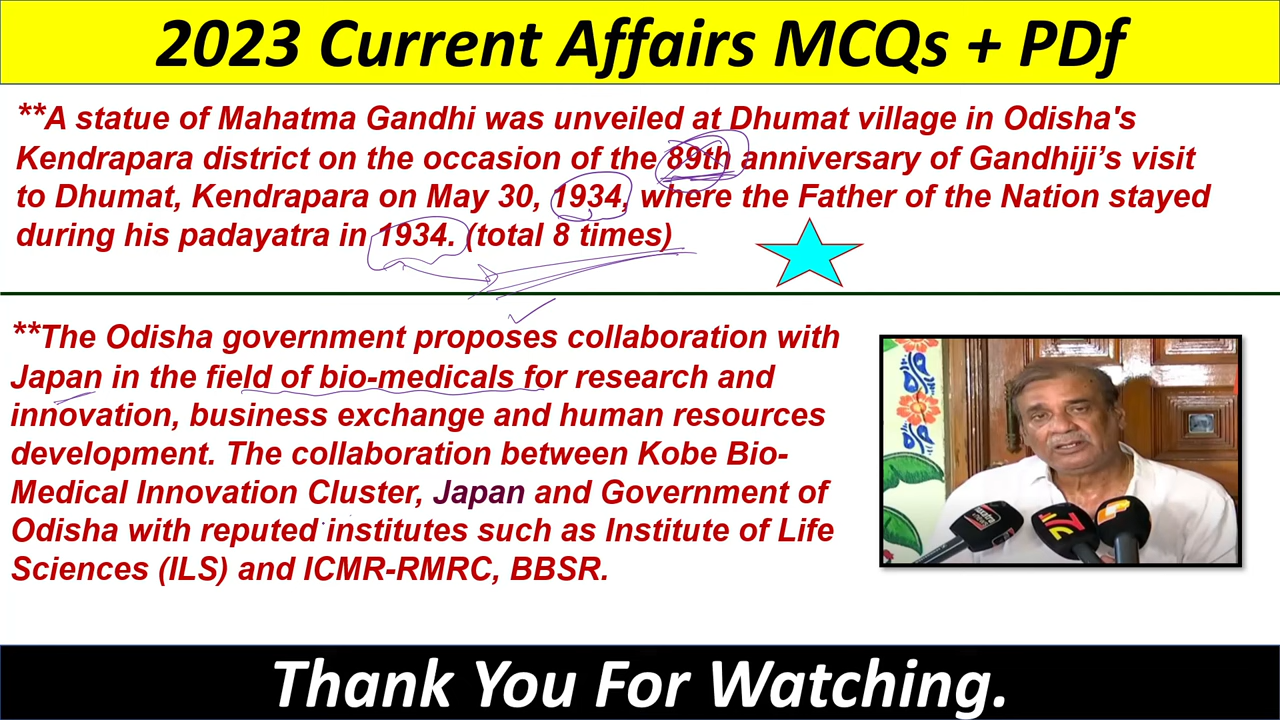 2023 Current Affairs MCQs + PDf
**A statue of Mahatma Gandhi was unveiled at Dhumat village in Odisha's
Kendrapara district on the occasion of the 89th anniversary of Gandhiji’s visit
to Dhumat, Kendrapara on May 30, 1934, where the Father of the Nation stayed
during his padayatra in 1934. (total 8 times)
**The Odisha government proposes collaboration with
Japan in the field of bio-medicals for research and
innovation, business exchange and human resources
development. The collaboration between Kobe Bio-
Medical Innovation Cluster, Japan and Government of
Odisha with reputed institutes such as Institute of Life
Sciences (ILS) and ICMR-RMRC, BBSR.
Thank You For Watching.